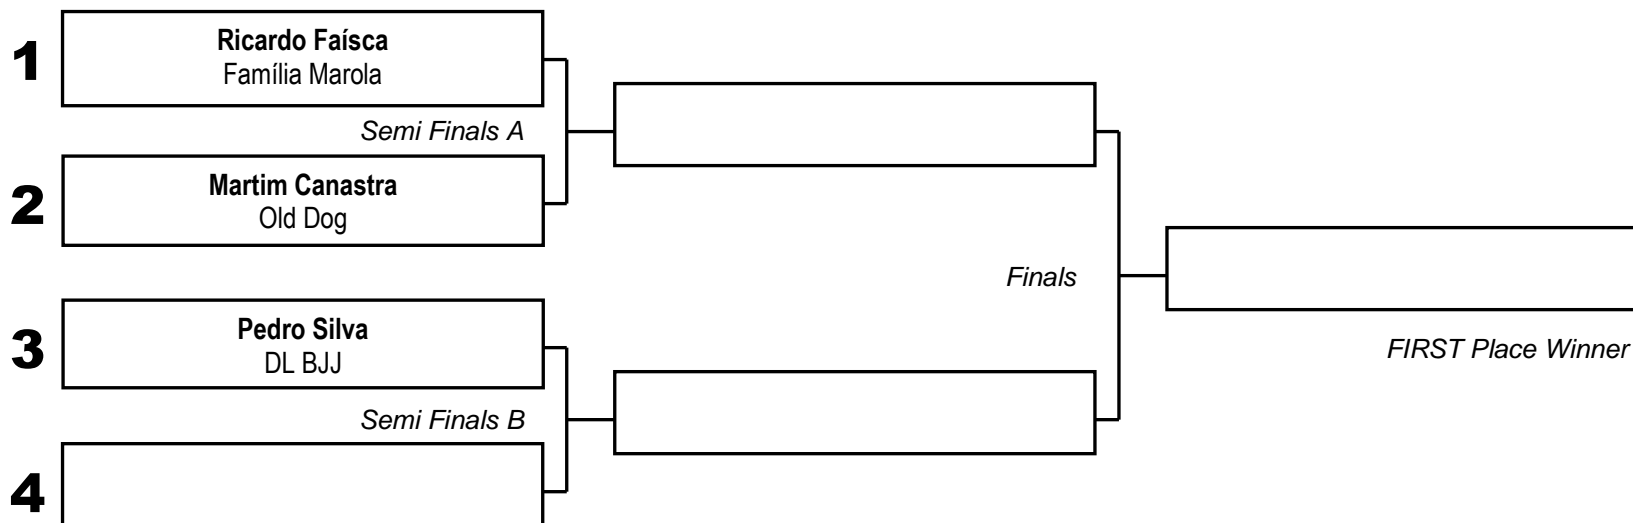 1
Ricardo Faísca
Família Marola
Semi Finals A
2
Martim Canastra
Old Dog
3
Pedro Silva
DL BJJ
Semi Finals B
4
Finals
FIRST Place Winner